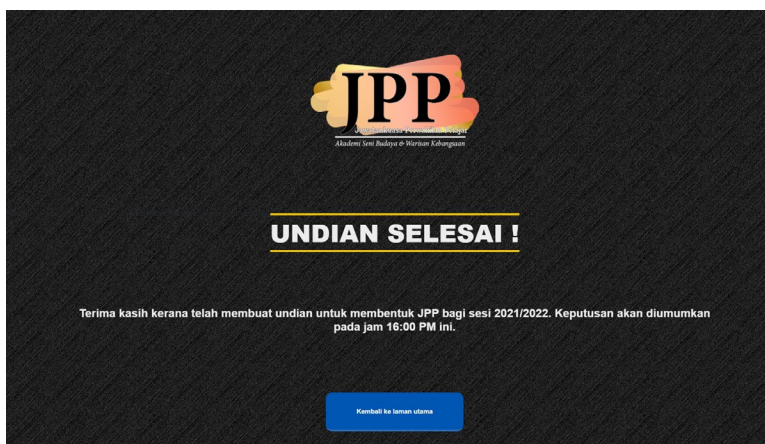 JPP
Akademi Seni Budaya & Warisan Kebangsaan
UNDIAN SELESAI !
Terima kasih kerana telah membuat undian untuk membentuk JPP bagi sesi 2021/2022. Keputusan akan diumumkan
pada jam 16:00 PM ini.
Kembali ke laman utama